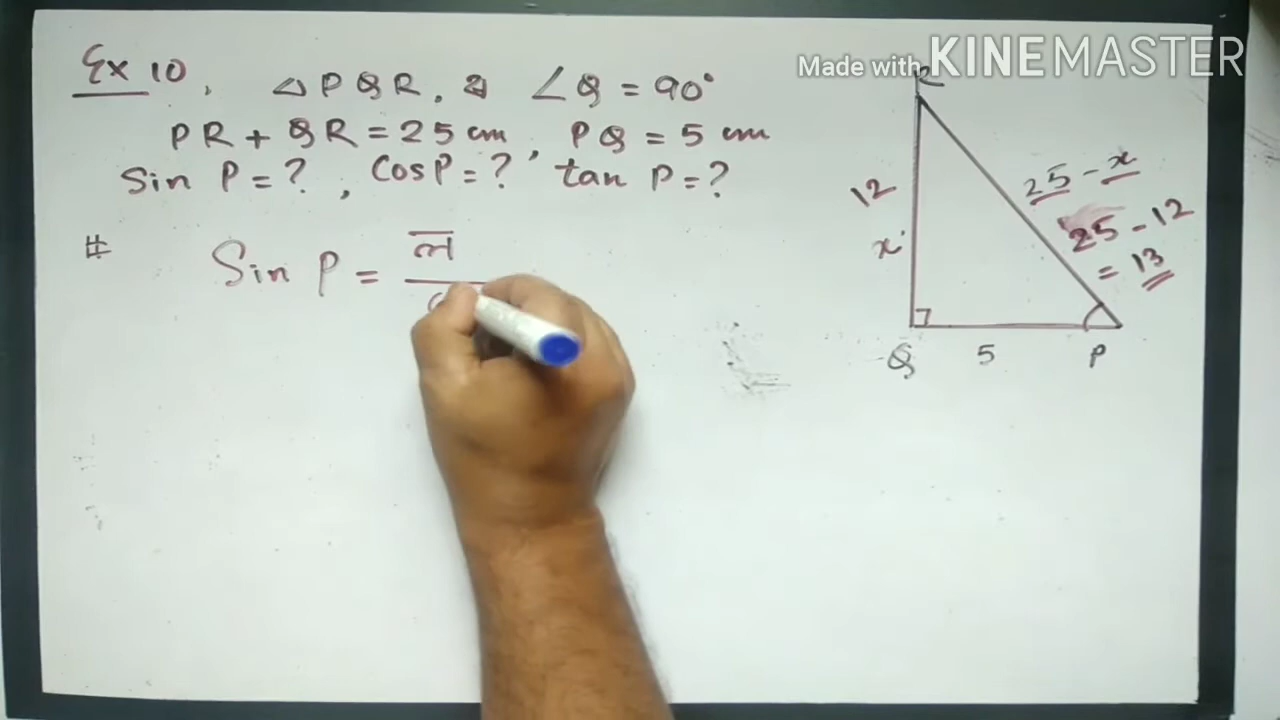 Made with KINEMASTER
Ex 10, △PQR, ∠Q = 90°
PR + QR = 25 cm, PQ = 5 cm
Sin P = ?, Cos P = ? tan P = ?
# Sin P =
R
12
x
25 - x
25 - 12
= 13
Q 5 P